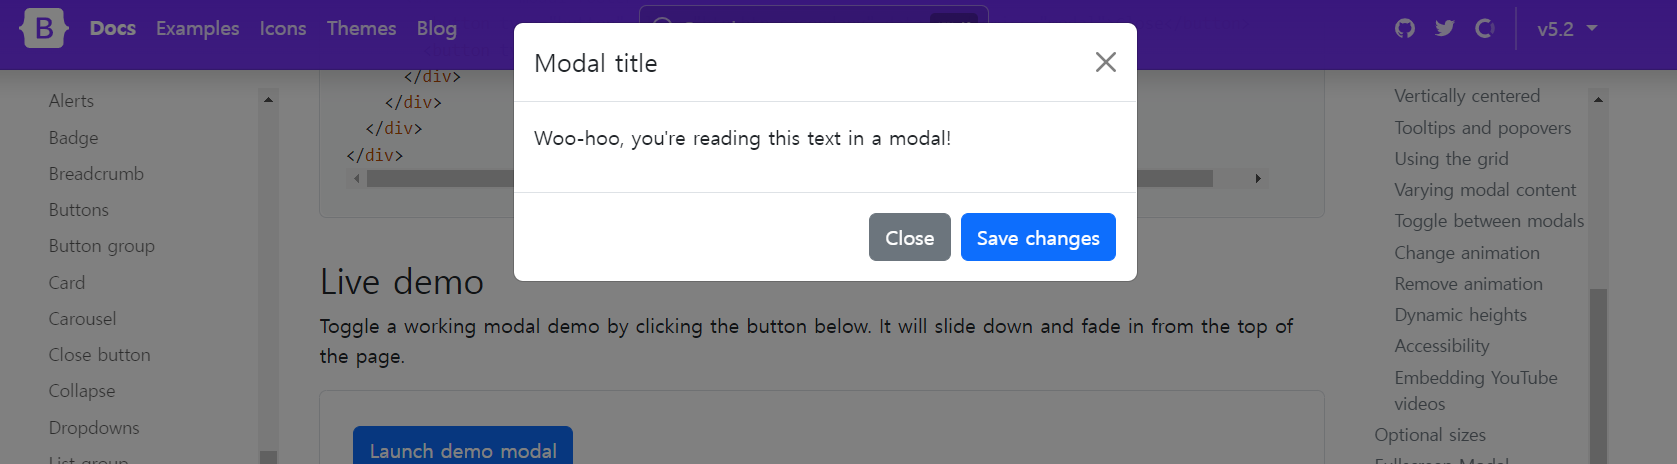 B Docs Examples Icons Themes Blog v5.2
Modal title
Woo-hoo, you're reading this text in a modal!
Close Save changes
Alerts
Badge
Breadcrumb
Buttons
Button group
Card
Carousel
Close button
Collapse
Dropdowns
List group
</div>
</div>
</div>
</div>
Live demo
Toggle a working modal demo by clicking the button below. It will slide down and fade in from the top of
the page.
Launch demo modal
Vertically centered
Tooltips and popovers
Using the grid
Varying modal content
Toggle between modals
Change animation
Remove animation
Dynamic heights
Accessibility
Embedding YouTube
videos
Optional sizes
Fullscreen Modal